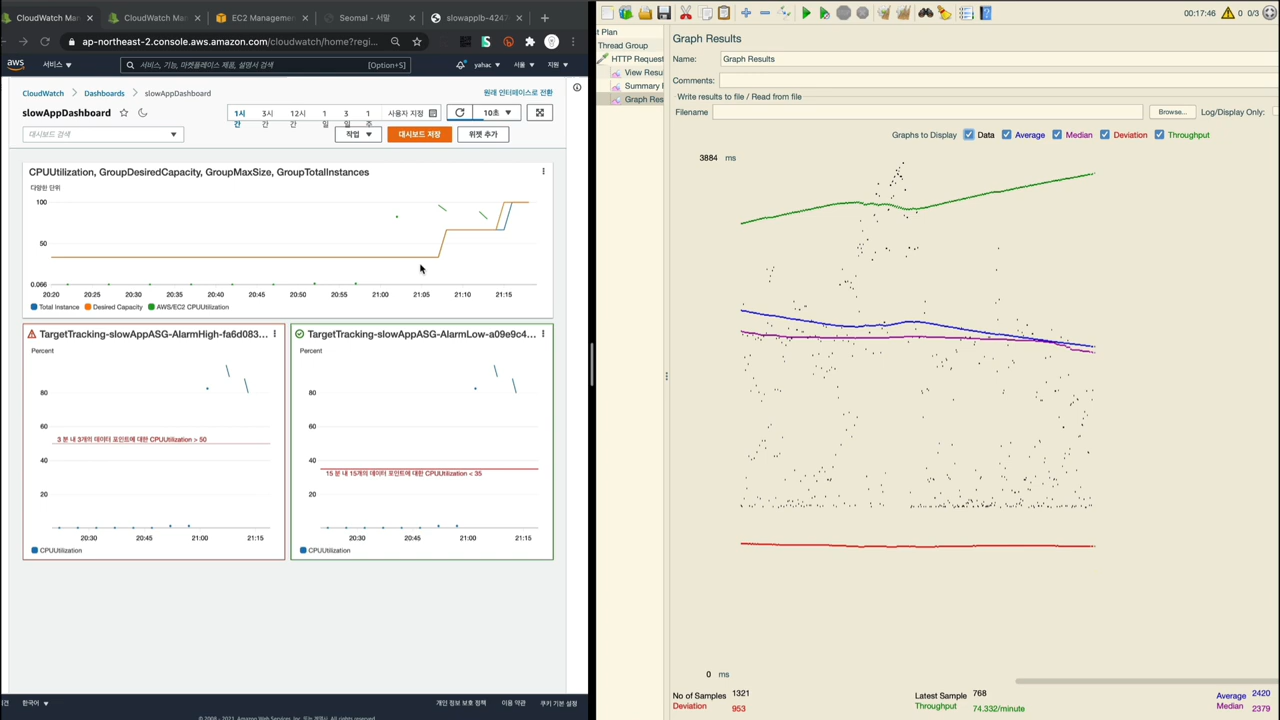 CloudWatch Ma
CloudWatch Ma
EC2 Managemen
Seomal - 서말
slowapplb-4247
ap-northeast-2.console.aws.amazon.com/cloudwatch/home?regi...
aws
서비스
서비스, 기능, 마켓플레이스 제품, 설명서 검색
[Option+S]
yahac
서울
지원
CloudWatch
Dashboards
slowAppDashboard
원래 인터페이스로 전환
slowAppDashboard
1시간
3시간
12시간
1일
3일
1주
사용자 지정
10초
대시보드 검색
작업
대시보드 저장
위젯 추가
CPUUtilization, GroupDesiredCapacity, GroupMaxSize, GroupTotalInstances
다양한 단위
100
50
0.066
20:20 20:25 20:30 20:35 20:40 20:45 20:50 20:55 21:00 21:05 21:10 21:15
Total Instance Desired Capacity AWS/EC2 CPUUtilization
TargetTracking-slowAppASG-AlarmHigh-fa6d083...
Percent
80
60
3 분 내 3개의 데이터 포인트에 대한 CPUUtilization > 50
40
20
20:30 20:45 21:00 21:15
CPUUtilization
TargetTracking-slowAppASG-AlarmLow-a09e9c4...
Percent
80
60
40
15 분 내 15개의 데이터 포인트에 대한 CPUUtilization < 35
20
20:30 20:45 21:00 21:15
CPUUtilization
한국어
개인 정보 보호 정책
이용 약관
쿠키 기본 설정
00:17:46
0 0/3
t Plan
Thread Group
HTTP Request
View Resu
Summary R
Graph Res
Graph Results
Name: Graph Results
Comments:
Write results to file / Read from file
Filename
Browse...
Log/Display Only:
Graphs to Display Data Average Median Deviation Throughput
3884 ms
0 ms
No of Samples 1321
Deviation 953
Latest Sample 768
Throughput 74.332/minute
Average 2420
Median 2379